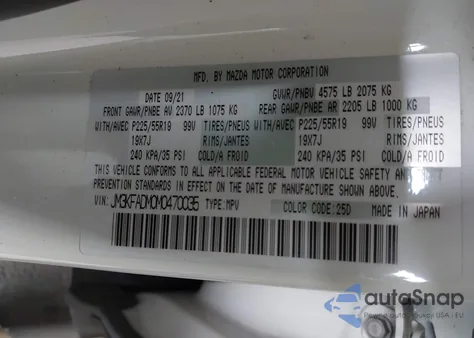 MFD. BY MAZDA MOTOR CORPORATION
DATE 09/21 GVWR/PNBV 4575 LB 2075 KG
FRONT GAWR/PNBE AV 2370 LB 1075 KG REAR GAWR/PNBE AR 2205 LB 1000 KG
WITH/AVEC P225/55R19 99V TIRES/PNEUS WITH/AVEC P225/55R19 99V TIRES/PNEUS
19X7J RIMS/JANTES 19X7J RIMS/JANTES
240 KPA/35 PSI COLD/A FROID 240 KPA/35 PSI COLD/A FROID
THIS VEHICLE CONFORMS TO ALL APPLICABLE FEDERAL MOTOR VEHICLE SAFETY AND THEFT
PREVENTION STANDARDS IN EFFECT ON THE DATE OF MANUFACTURE SHOWN ABOVE.
VIN: JM3KFADM0M0470035 TYPE:MPV COLOR CODE:25D MADE IN JAPAN
autoSnap